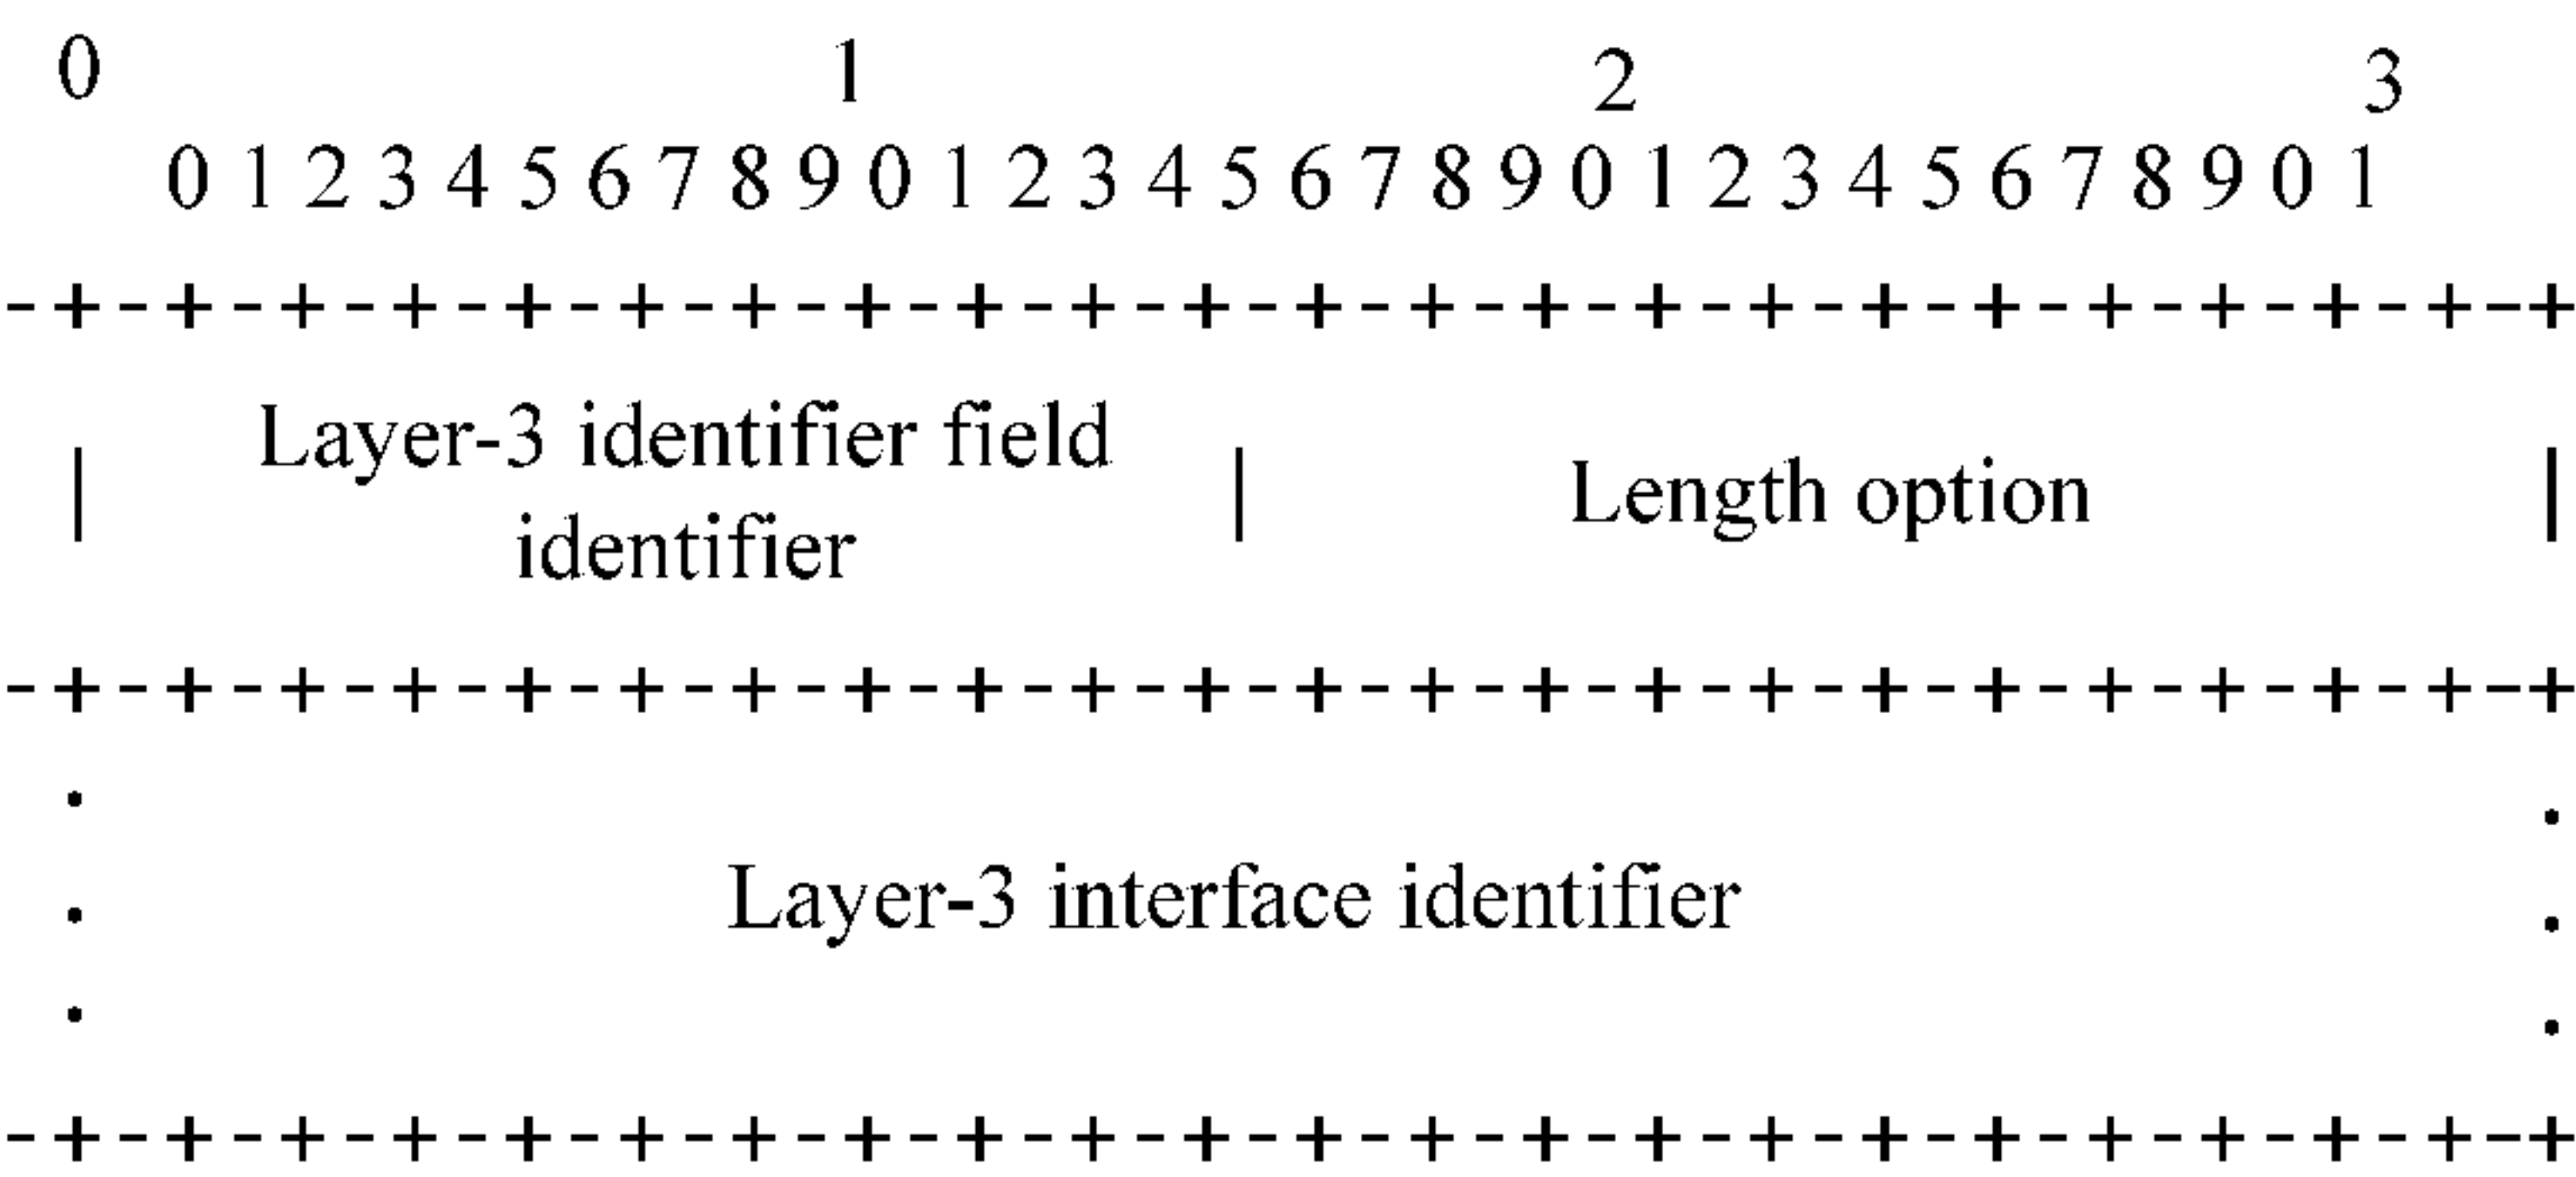 0 1 2 3
0 1 2 3 4 5 6 7 8 9 0 1 2 3 4 5 6 7 8 9 0 1 2 3 4 5 6 7 8 9 0 1
-+-+-+-+-+-+-+-+-+-+-+-+-+-+-+-+-+-+-+-+-+-+--+
Layer-3 identifier field
| | Length option |
identifier
-+-+-+-+-+-+-+-+-+-+-+-+-+-+-+-+-+-+-+-+-+-+--+
. .
. Layer-3 interface identifier .
. .
-+-+-+-+-+-+-+-+-+-+-+-+-+-+-+-+-+-+-+-+-+-+--+